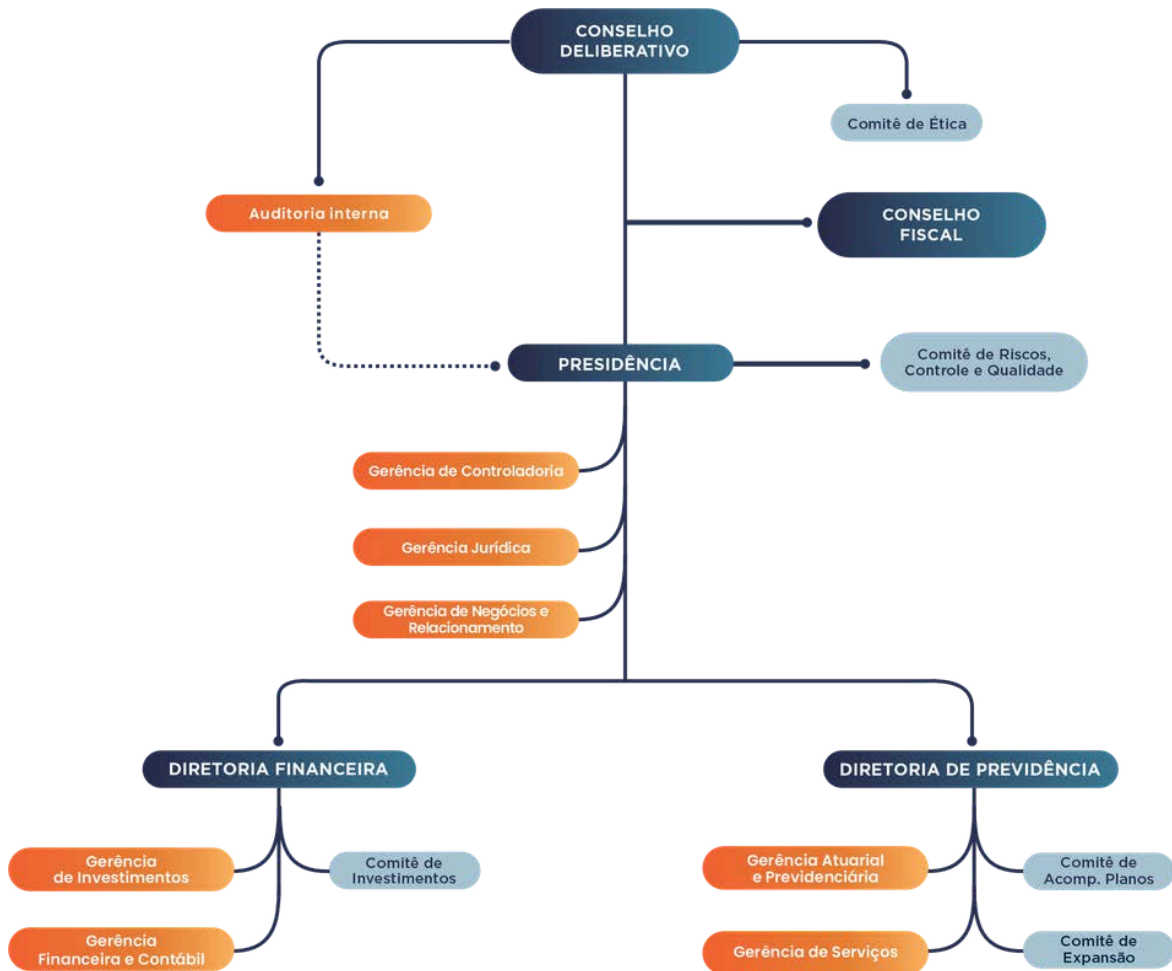 CONSELHO
DELIBERATIVO
Comitê de Ética
Auditoria interna
CONSELHO
FISCAL
PRESIDÊNCIA
Comitê de Riscos,
Controle e Qualidade
Gerência de Controladoria
Gerência Jurídica
Gerência de Negócios e
Relacionamento
DIRETORIA FINANCEIRA
DIRETORIA DE PREVIDÊNCIA
Gerência
de Investimentos
Comitê de
Investimentos
Gerência Atuarial
e Previdenciária
Comitê de
Acomp. Planos
Gerência
Financeira e Contábil
Gerência de Serviços
Comitê de
Expansão